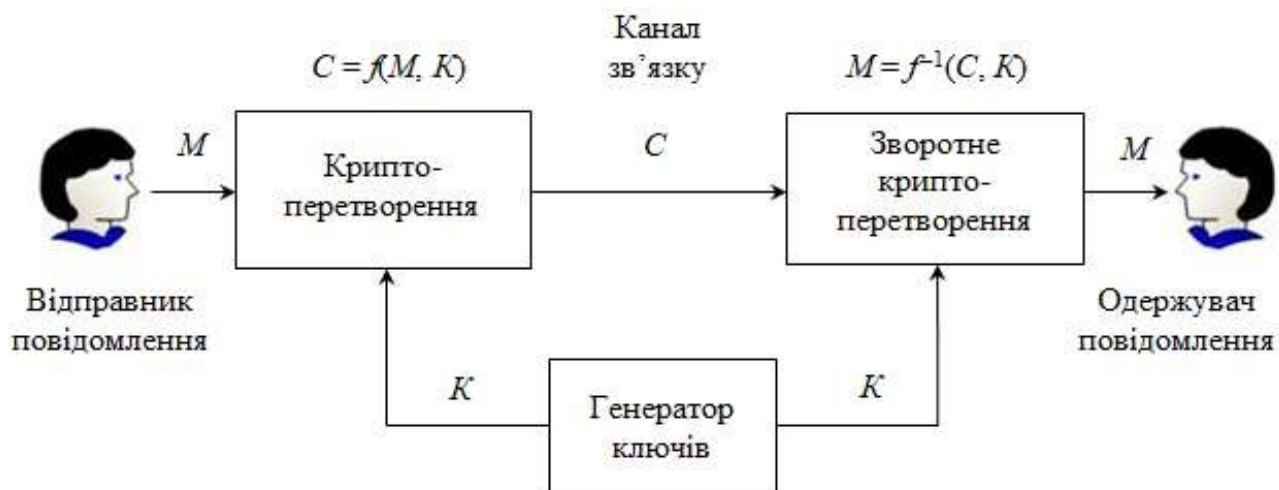 Канал
зв’язку
C = f(M, K)
M = f⁻¹(C, K)
M
Крипто-
перетворення
C
Зворотне
крипто-
перетворення
M
Відправник
повідомлення
Одержувач
повідомлення
K
Генератор
ключів
K